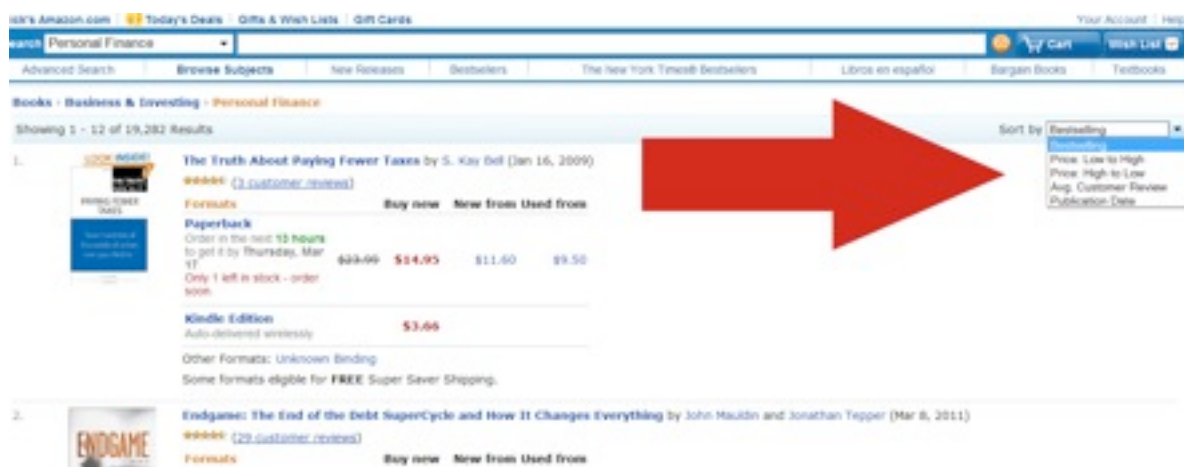 's Amazon.com Today's Deals Gifts & Wish Lists Gift Cards
Your Account Help
earch Personal Finance
Cart
Wish List
Advanced Search Browse Subjects New Releases Bestsellers The New York Times® Bestsellers Libros en español Bargain Books Textbooks
Books › Business & Investing › Personal Finance
Showing 1 - 12 of 19,282 Results
Sort by Bestselling
Bestselling
Price: Low to High
Price: High to Low
Avg. Customer Review
Publication Date
1.
LOOK INSIDE!
PAYING FEWER
TAXES
The Truth About Paying Fewer Taxes by S. Kay Bell (Jan 16, 2009)
(3 customer reviews)
Formats Buy new New from Used from
Paperback
Order in the next 13 hours
to get it by Thursday, Mar
17
$23.99 $14.95 $11.60 $9.50
Only 1 left in stock - order
soon.
Kindle Edition
Auto-delivered wirelessly
$3.66
Other Formats: Unknown Binding
Some formats eligible for FREE Super Saver Shipping.
2.
ENDGAME
Endgame: The End of the Debt SuperCycle and How It Changes Everything by John Mauldin and Jonathan Tepper (Mar 8, 2011)
(29 customer reviews)
Formats Buy new New from Used from